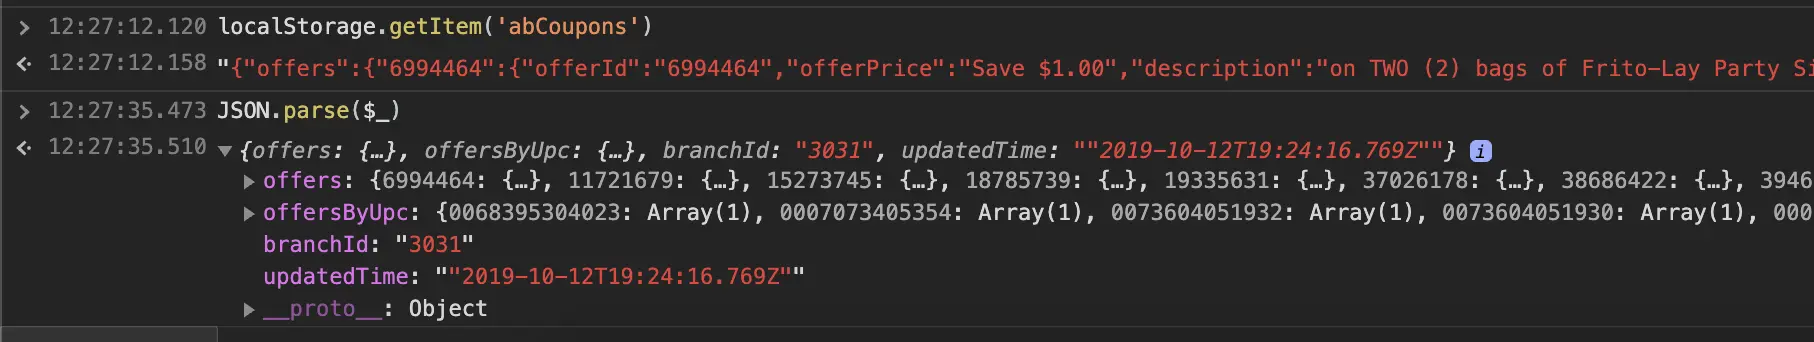 12:27:12.120 localStorage.getItem('abCoupons')
12:27:12.158 "{"offers":{"6994464":{"offerId":"6994464","offerPrice":"Save $1.00","description":"on TWO (2) bags of Frito-Lay Party Si
12:27:35.473 JSON.parse($_)
12:27:35.510 ▼{offers: {…}, offersByUpc: {…}, branchId: "3031", updatedTime: ""2019-10-12T19:24:16.769Z""} i
▶offers: {6994464: {…}, 11721679: {…}, 15273745: {…}, 18785739: {…}, 19335631: {…}, 37026178: {…}, 38686422: {…}, 3946
▶offersByUpc: {0068395304023: Array(1), 0007073405354: Array(1), 0073604051932: Array(1), 0073604051930: Array(1), 000
branchId: "3031"
updatedTime: ""2019-10-12T19:24:16.769Z""
▶__proto__: Object